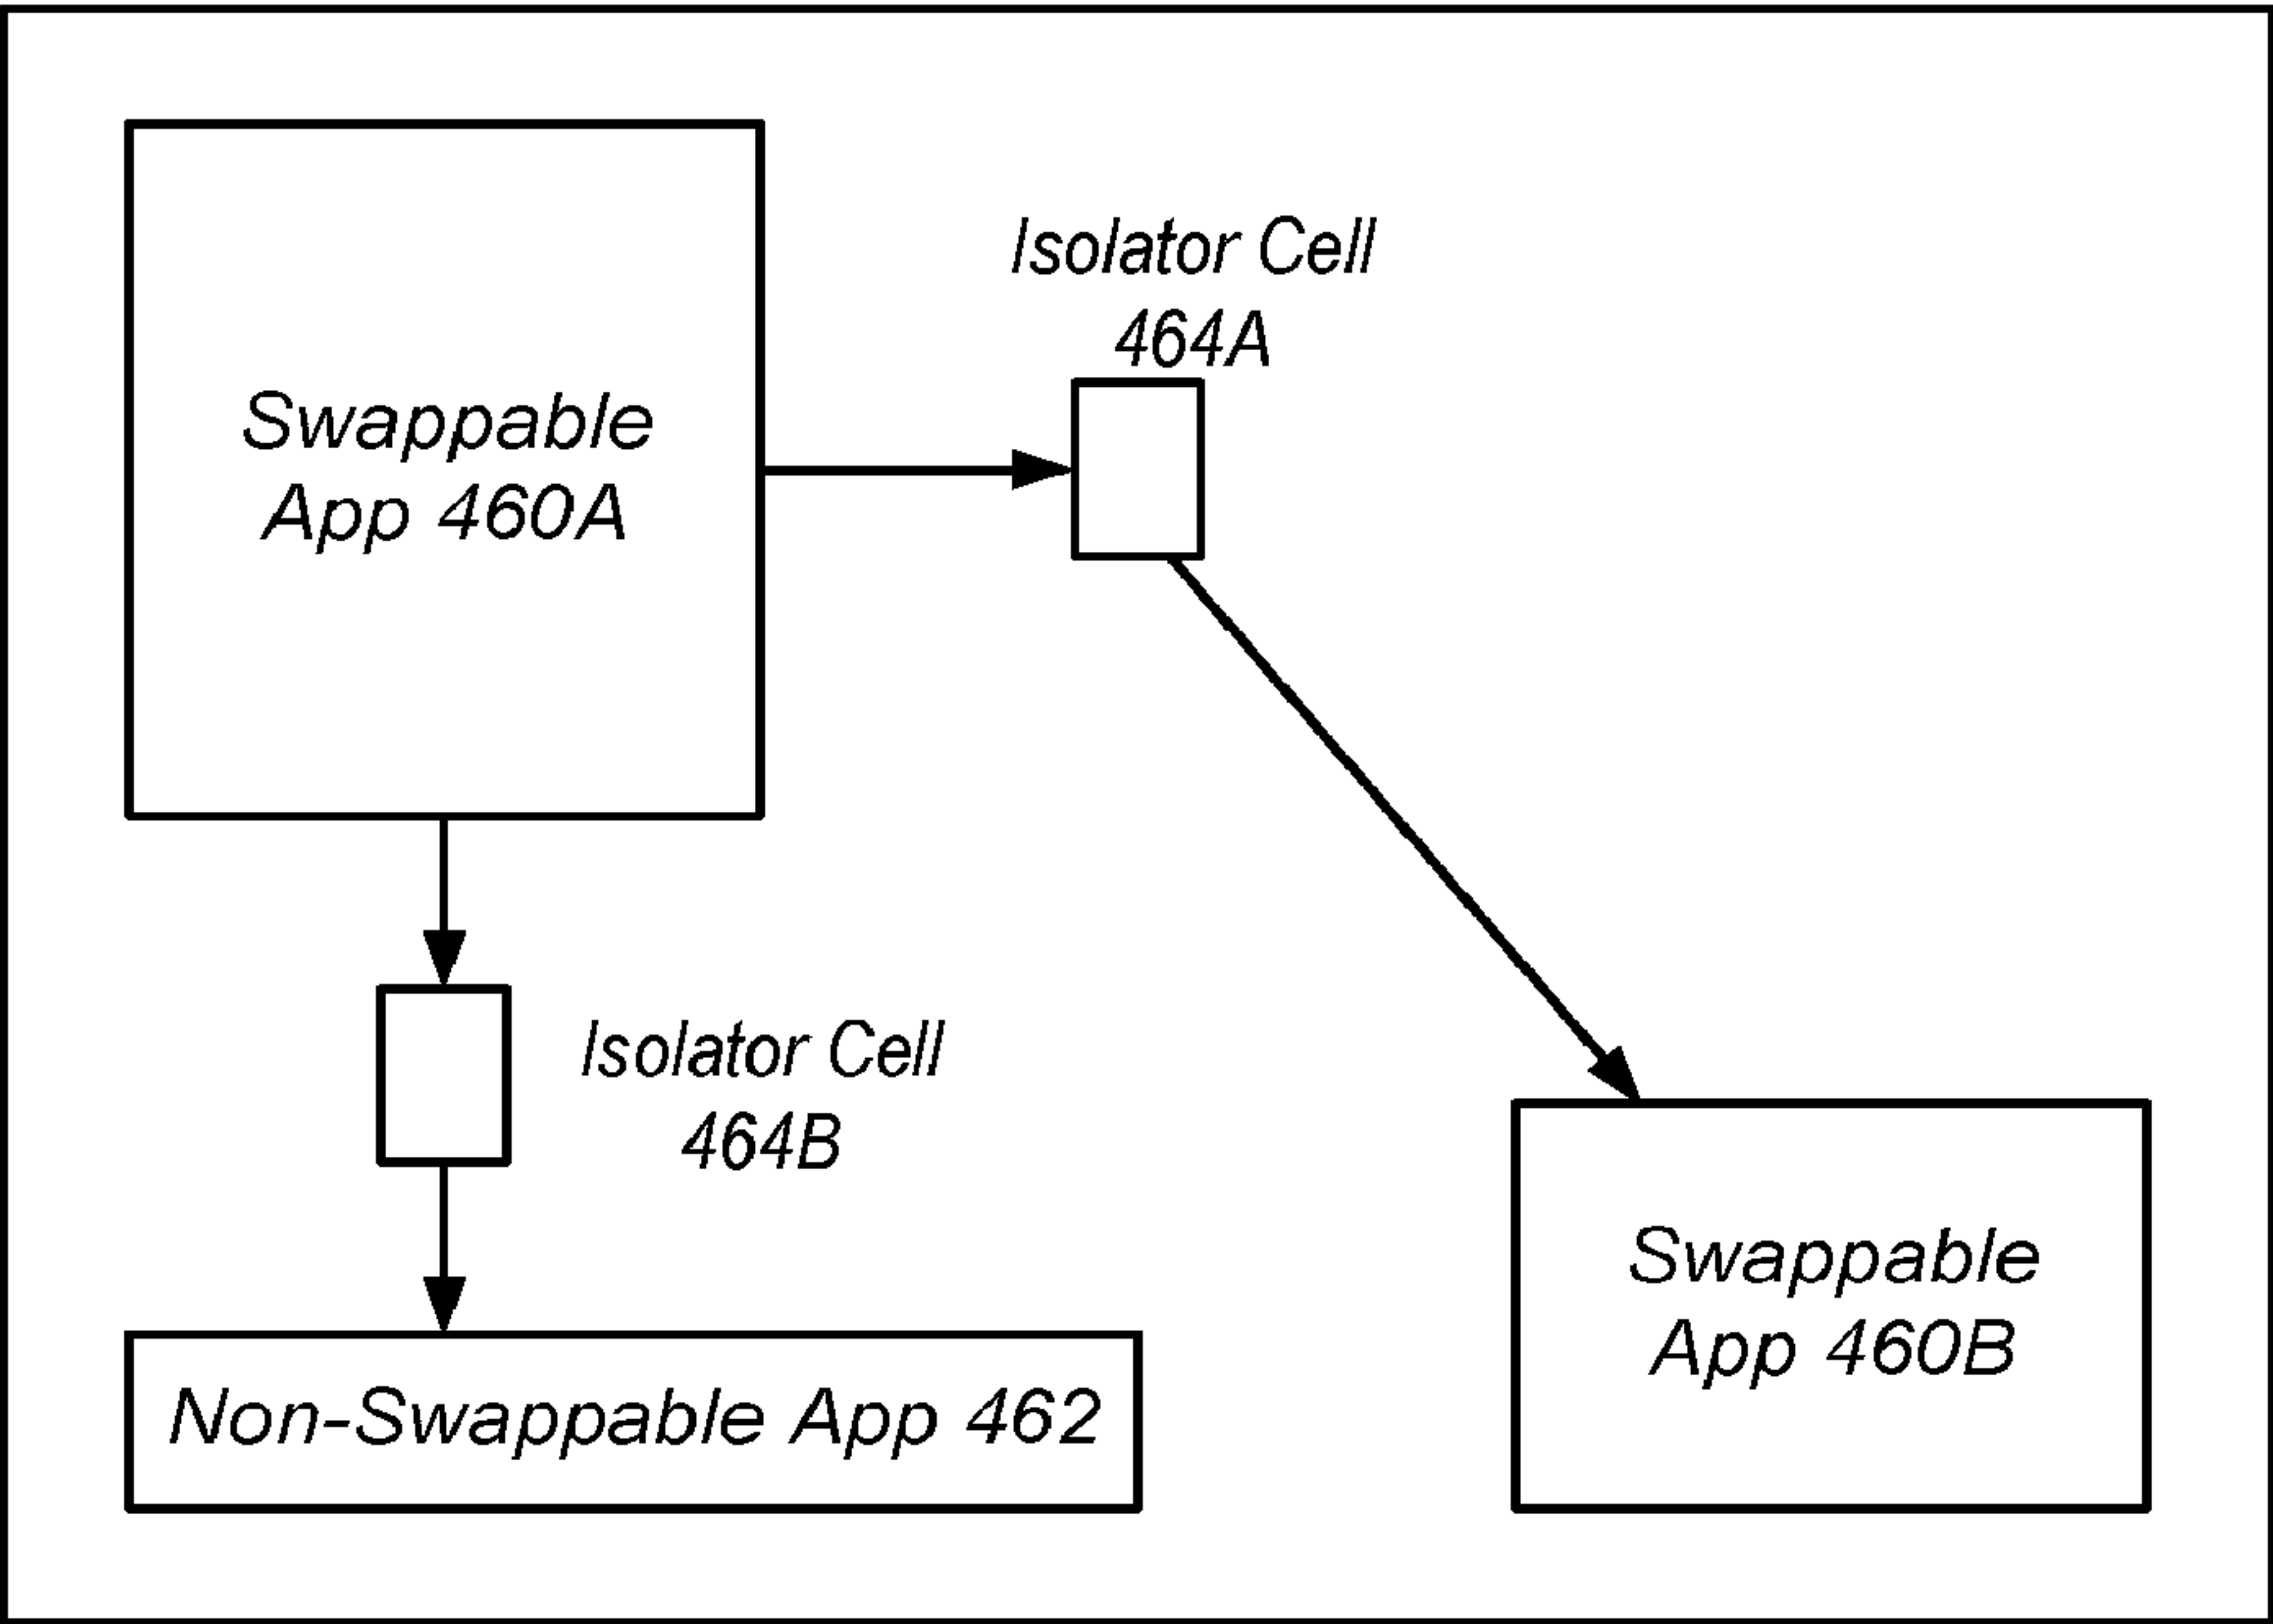 Isolator Cell
464A
Swappable
App 460A
Isolator Cell
464B
Swappable
App 460B
Non-Swappable App 462